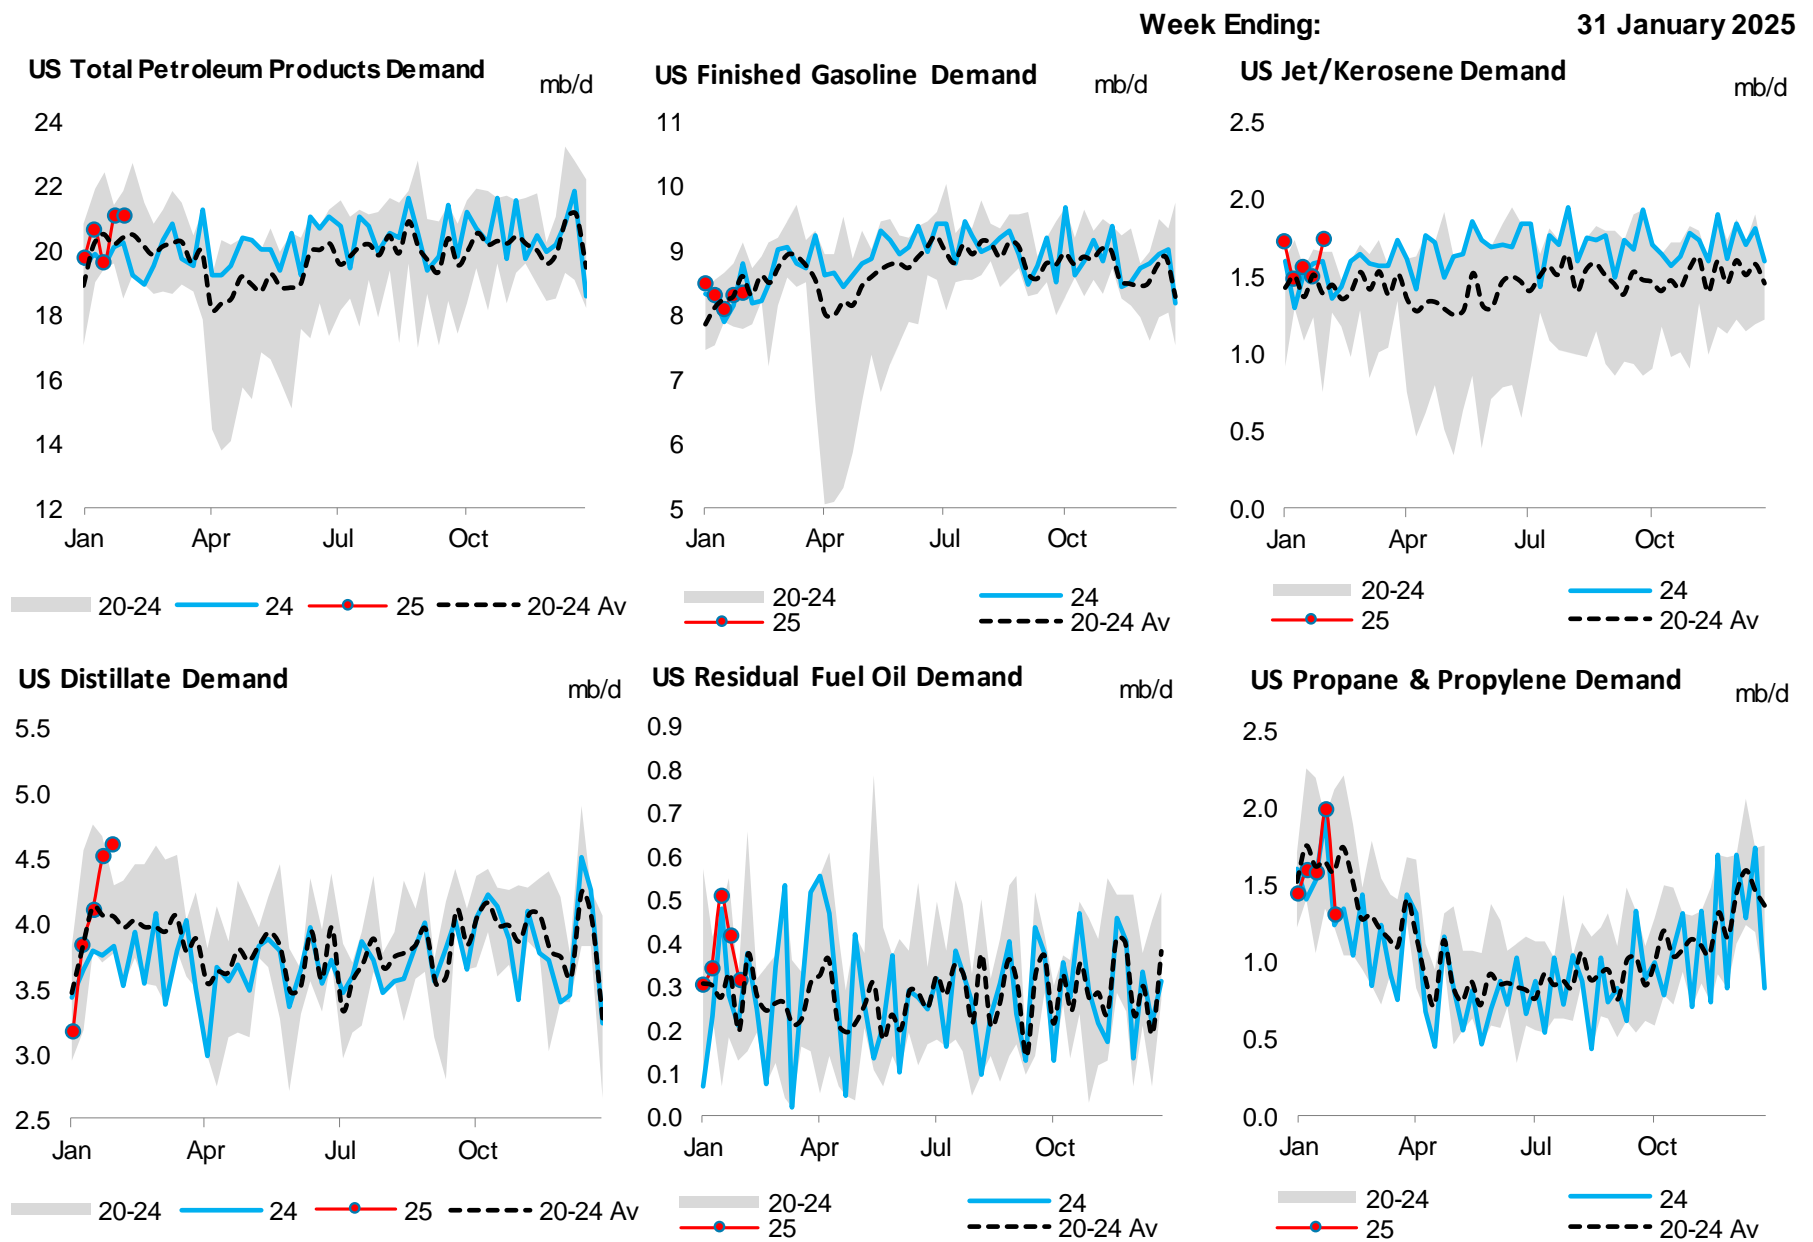 Week Ending: 31 January 2025
US Total Petroleum Products Demand
mb/d
24
22
20
18
16
14
12
Jan Apr Jul Oct
20-24 24 25 20-24 Av
US Finished Gasoline Demand
mb/d
11
10
9
8
7
6
5
Jan Apr Jul Oct
20-24 24
25 20-24 Av
US Jet/Kerosene Demand
mb/d
2.5
2.0
1.5
1.0
0.5
0.0
Jan Apr Jul Oct
20-24 24
25 20-24 Av
US Distillate Demand
mb/d
5.5
5.0
4.5
4.0
3.5
3.0
2.5
Jan Apr Jul Oct
20-24 24 25 20-24 Av
US Residual Fuel Oil Demand
mb/d
0.9
0.8
0.7
0.6
0.5
0.4
0.3
0.2
0.1
0.0
Jan Apr Jul Oct
20-24 24
25 20-24 Av
US Propane & Propylene Demand
mb/d
2.5
2.0
1.5
1.0
0.5
0.0
Jan Apr Jul Oct
20-24 24
25 20-24 Av